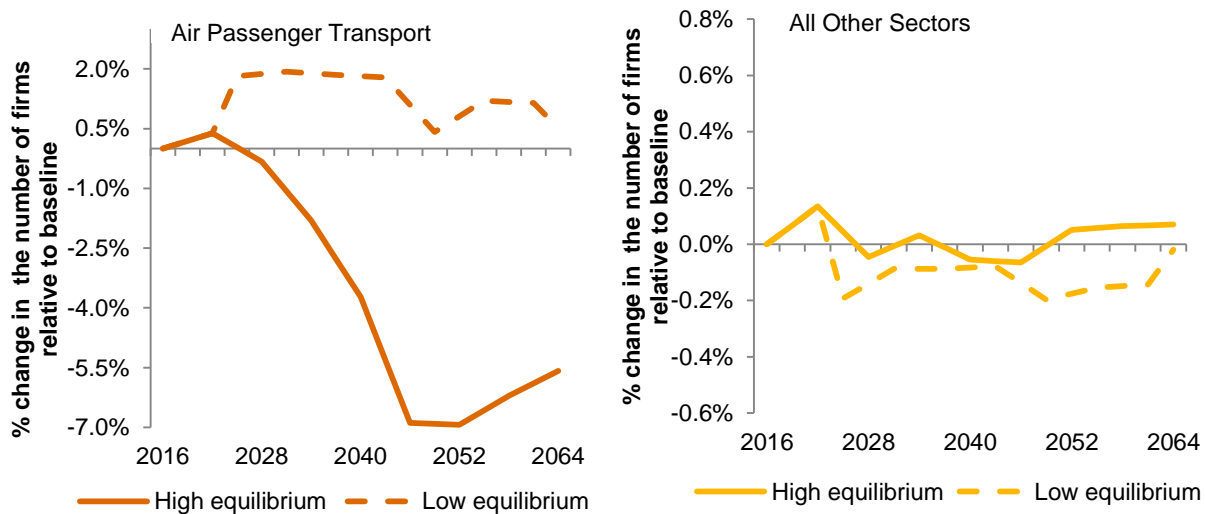 Air Passenger Transport
% change in the number of firms
relative to baseline
2.0%
0.5%
-1.0%
-2.5%
-4.0%
-5.5%
-7.0%
2016 2028 2040 2052 2064
High equilibrium Low equilibrium
All Other Sectors
% change in the number of firms
relative to baseline
0.8%
0.6%
0.4%
0.2%
0.0%
-0.2%
-0.4%
-0.6%
2016 2028 2040 2052 2064
High equilibrium Low equilibrium